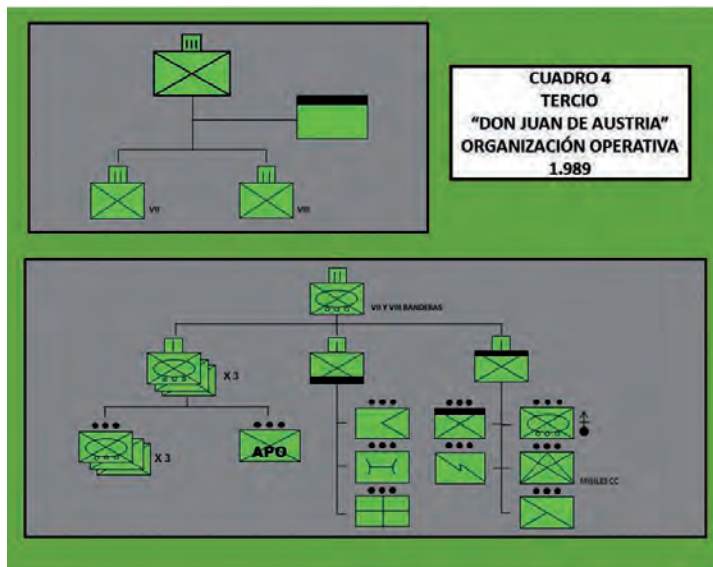 CUADRO 4
TERCIO
“DON JUAN DE AUSTRIA”
ORGANIZACIÓN OPERATIVA
1.989
VII
VIII
VII Y VIII BANDERAS
X 3
X 3
APO
MISILES CC